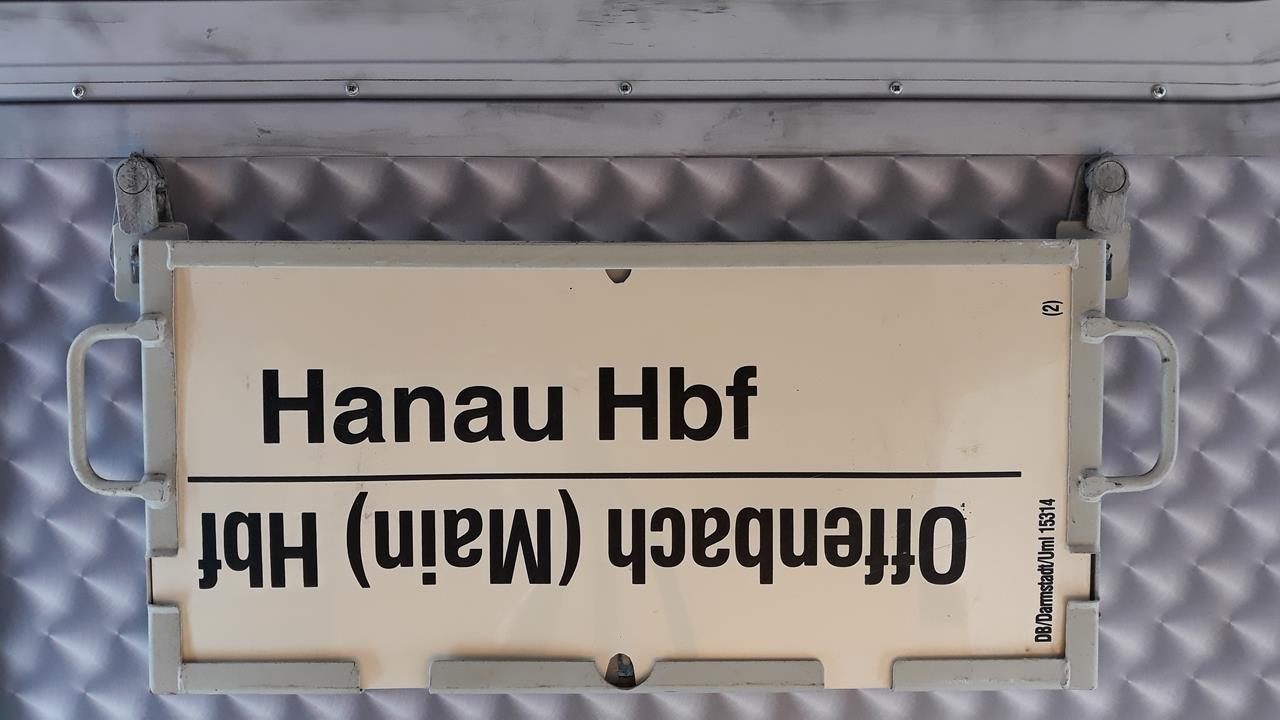 Hanau Hbf
Offenbach (Main) Hbf
(2)
DB/Darmstadt/Uml 15314